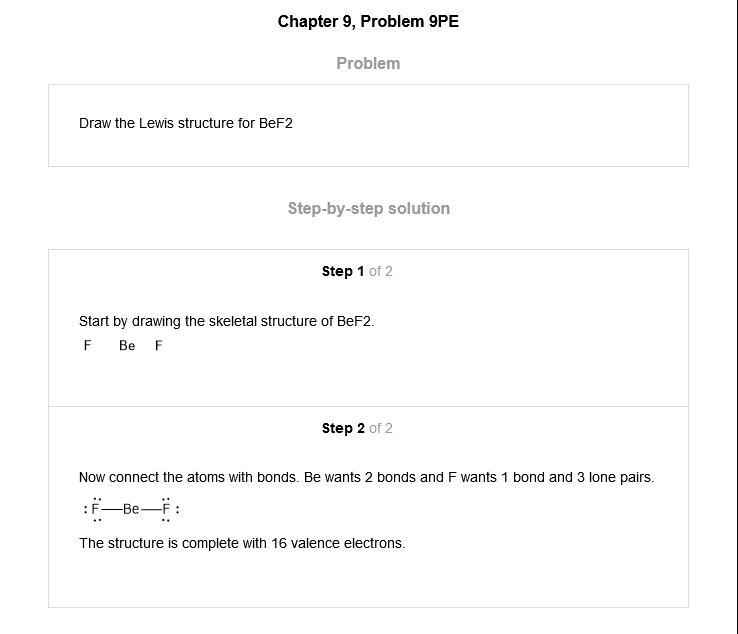 Chapter 9, Problem 9PE
Problem
Draw the Lewis structure for BeF2
Step-by-step solution
Step 1 of 2
Start by drawing the skeletal structure of BeF2.
F Be F
Step 2 of 2
Now connect the atoms with bonds. Be wants 2 bonds and F wants 1 bond and 3 lone pairs.
:F—Be—F:
The structure is complete with 16 valence electrons.